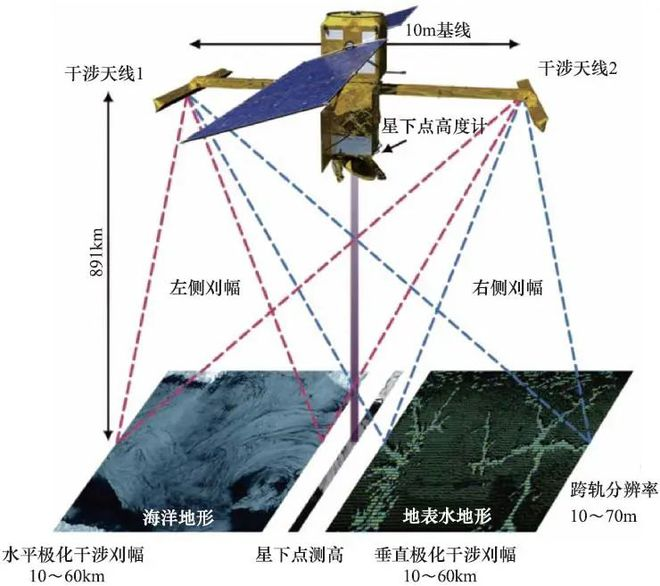 10m基线
干涉天线1
干涉天线2
星下点高度计
891km
左侧刈幅
右侧刈幅
跨轨分辨率
10～70m
海洋地形
地表水地形
水平极化干涉刈幅
10～60km
星下点测高
垂直极化干涉刈幅
10～60km